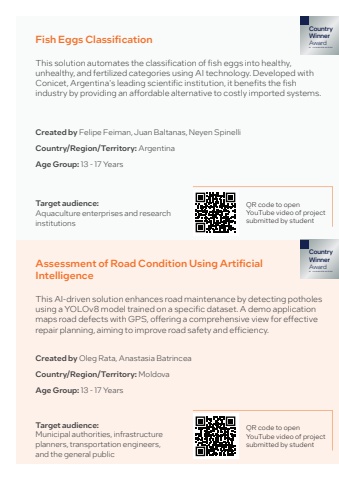 Country
Winner
Award
Fish Eggs Classification
This solution automates the classification of fish eggs into healthy,
unhealthy, and fertilized categories using AI technology. Developed with
Conicet, Argentina's leading scientific institution, it benefits the fish
industry by providing an affordable alternative to costly imported systems.
Created by Felipe Feiman, Juan Baltanas, Neyen Spinelli
Country/Region/Territory: Argentina
Age Group: 13 - 17 Years
Target audience:
Aquaculture enterprises and research
institutions
QR code to open
YouTube video of project
submitted by student
Country
Winner
Award
Assessment of Road Condition Using Artificial
Intelligence
This AI-driven solution enhances road maintenance by detecting potholes
using a YOLOv8 model trained on a specific dataset. A demo application
maps road defects with GPS, offering a comprehensive view for effective
repair planning, aiming to improve road safety and efficiency.
Created by Oleg Rata, Anastasia Batrincea
Country/Region/Territory: Moldova
Age Group: 13 - 17 Years
Target audience:
Municipal authorities, infrastructure
planners, transportation engineers,
and the general public
QR code to open
YouTube video of project
submitted by student